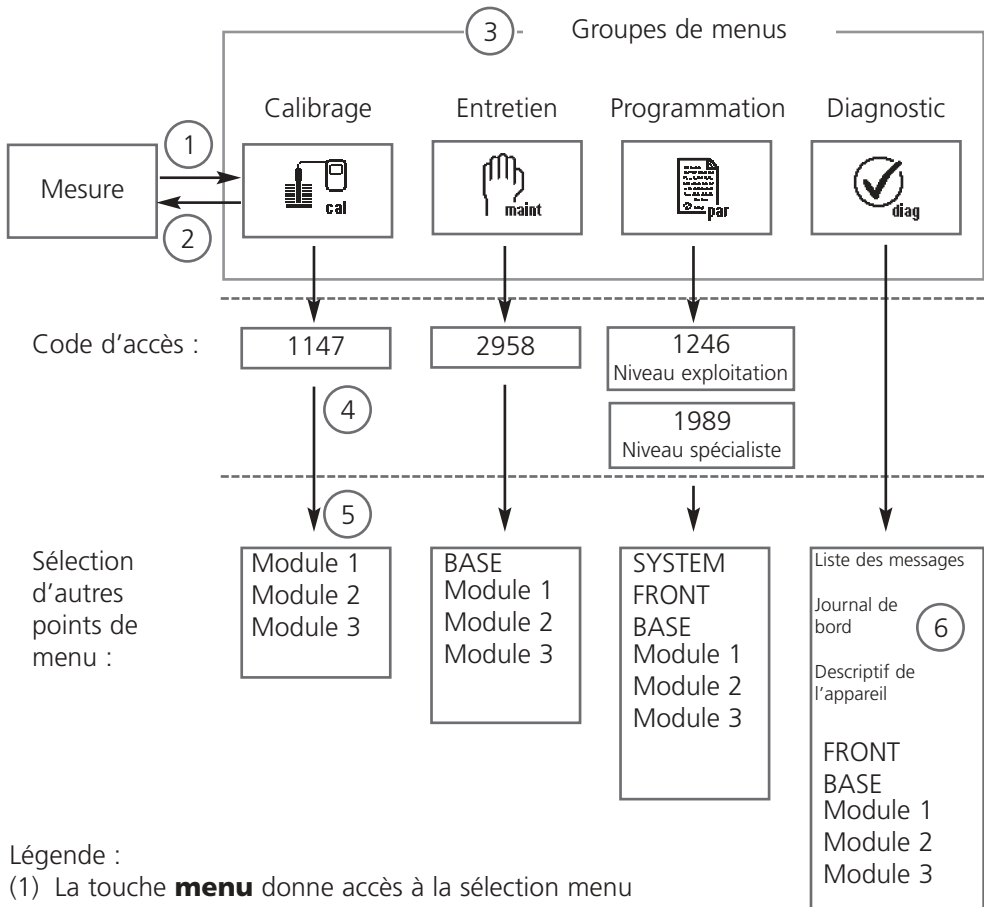 3 Groupes de menus
Calibrage Entretien Programmation Diagnostic
1
Mesure
cal maint par diag
2
Code d'accès : 1147 2958 1246
Niveau exploitation
4
1989
Niveau spécialiste
5
Sélection
d'autres
points de
menu :
Module 1
Module 2
Module 3
BASE
Module 1
Module 2
Module 3
SYSTEM
FRONT
BASE
Module 1
Module 2
Module 3
Liste des messages
Journal de
bord
6
Descriptif de
l'appareil
FRONT
BASE
Module 1
Module 2
Module 3
Légende :
(1) La touche menu donne accès à la sélection menu